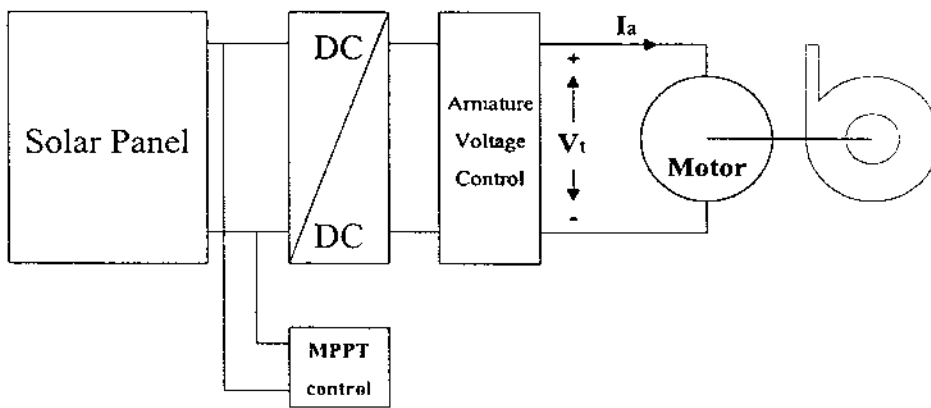 Solar Panel
DC
DC
Armature
Voltage
Control
Ia
+
Vt
-
Motor
MPPT
control